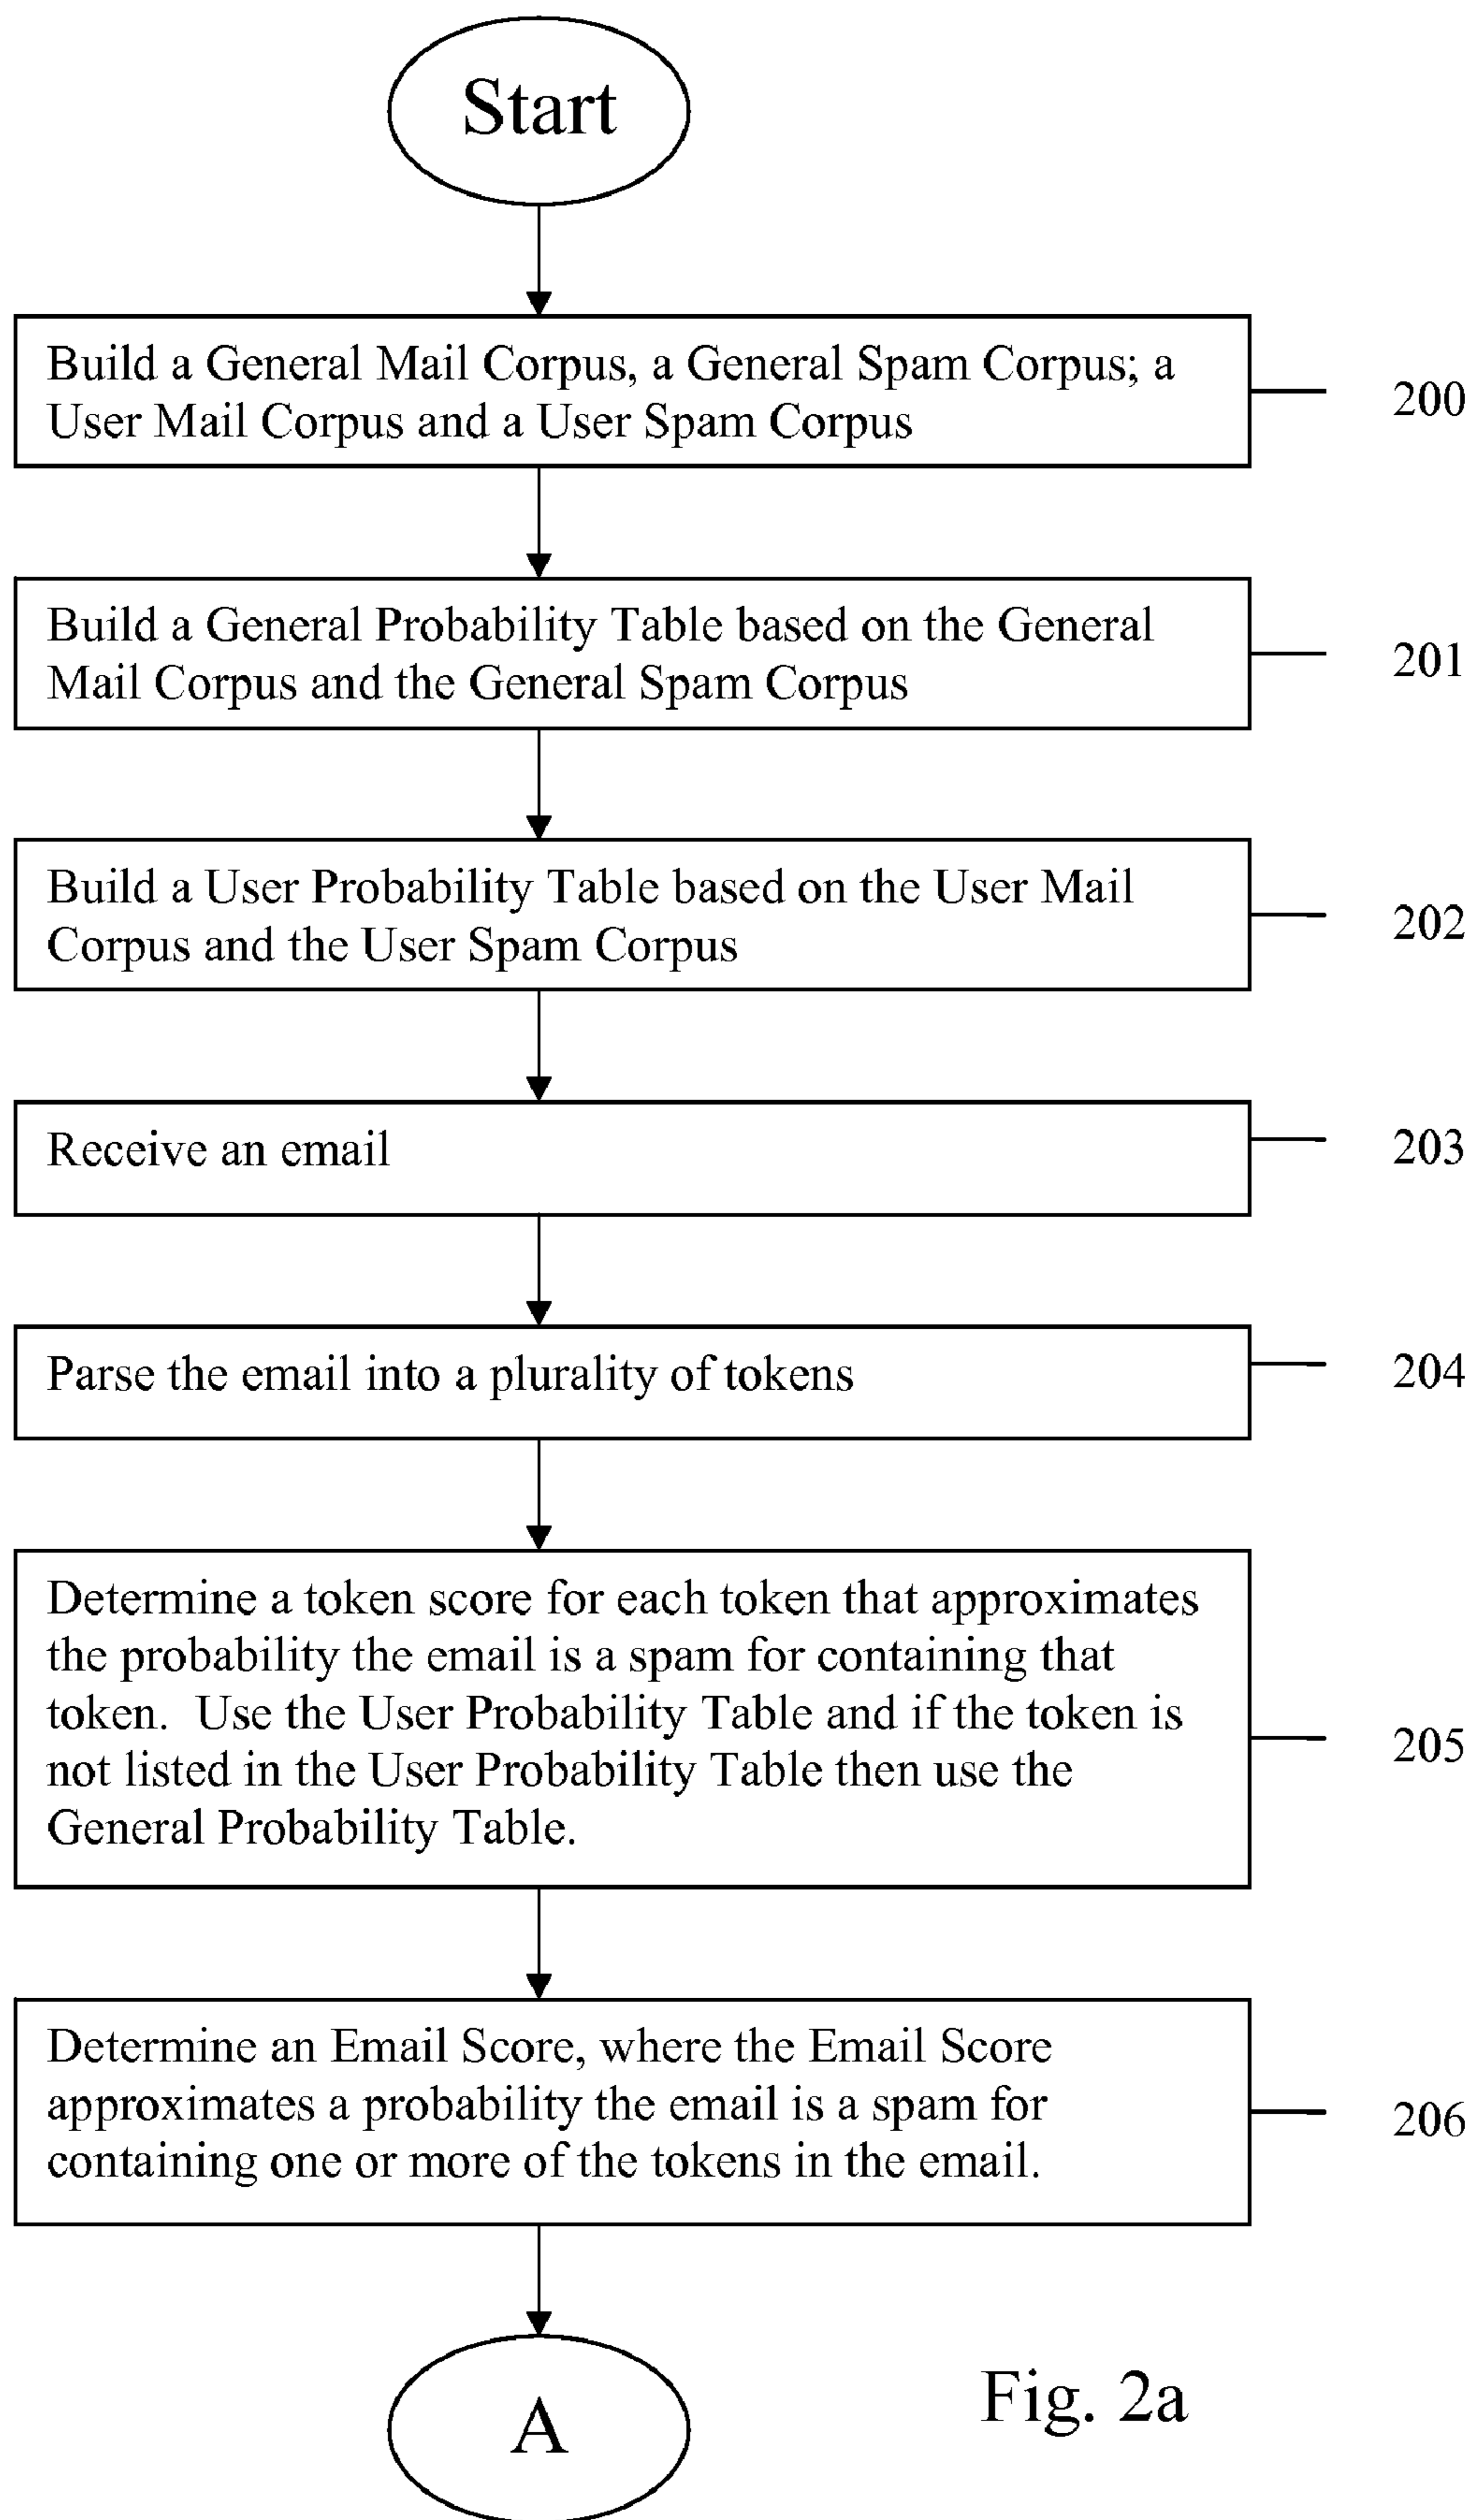 Start
Build a General Mail Corpus, a General Spam Corpus; a
User Mail Corpus and a User Spam Corpus
200
Build a General Probability Table based on the General
Mail Corpus and the General Spam Corpus
201
Build a User Probability Table based on the User Mail
Corpus and the User Spam Corpus
202
Receive an email
203
Parse the email into a plurality of tokens
204
Determine a token score for each token that approximates
the probability the email is a spam for containing that
token.  Use the User Probability Table and if the token is
not listed in the User Probability Table then use the
General Probability Table.
205
Determine an Email Score, where the Email Score
approximates a probability the email is a spam for
containing one or more of the tokens in the email.
206
A
Fig. 2a